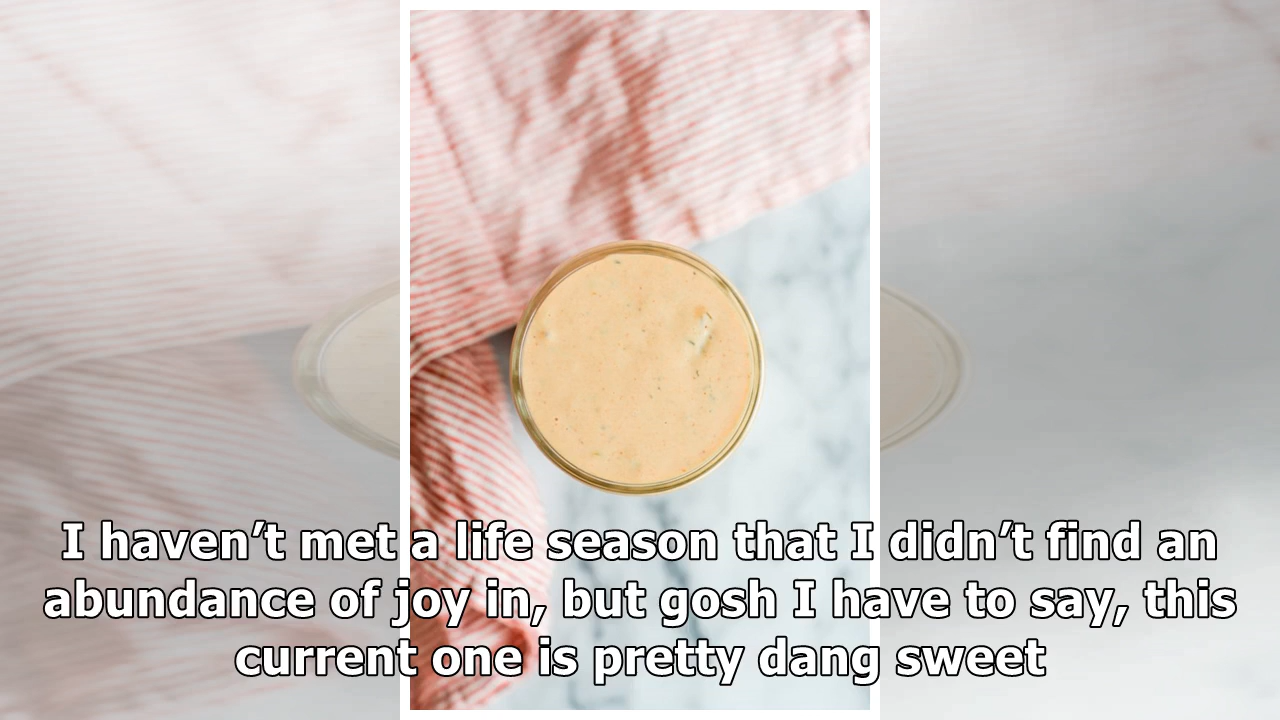 I haven’t met a life season that I didn’t find an
abundance of joy in, but gosh I have to say, this
current one is pretty dang sweet